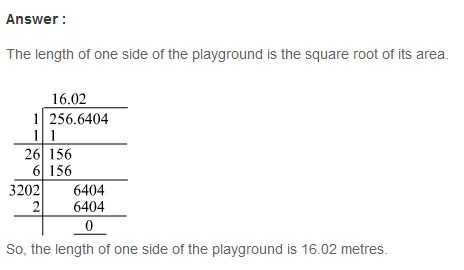 Answer :
The length of one side of the playground is the square root of its area.
16.02
1 256.6404
1 1
26 156
6 156
3202 6404
2 6404
0
So, the length of one side of the playground is 16.02 metres.